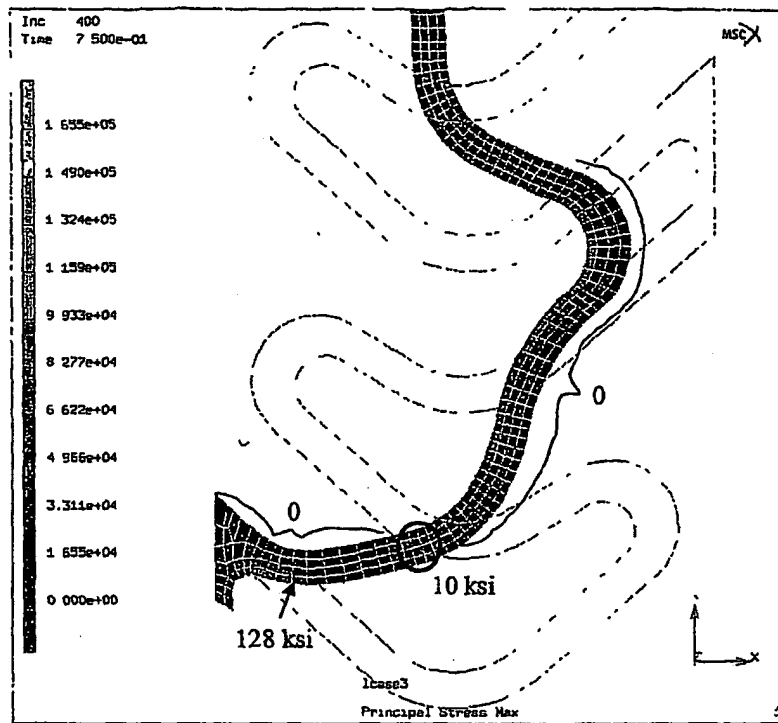 Inc 400
Time 7 500e-01
MSC
1 655e+05
1 490e+05
1 324e+05
1 159e+05
9 933e+04
8 277e+04
6 622e+04
4 966e+04
3.311e+04
1 655e+04
0 000e+00
0
0
10 ksi
128 ksi
x
lcase3
Principal Stress Max